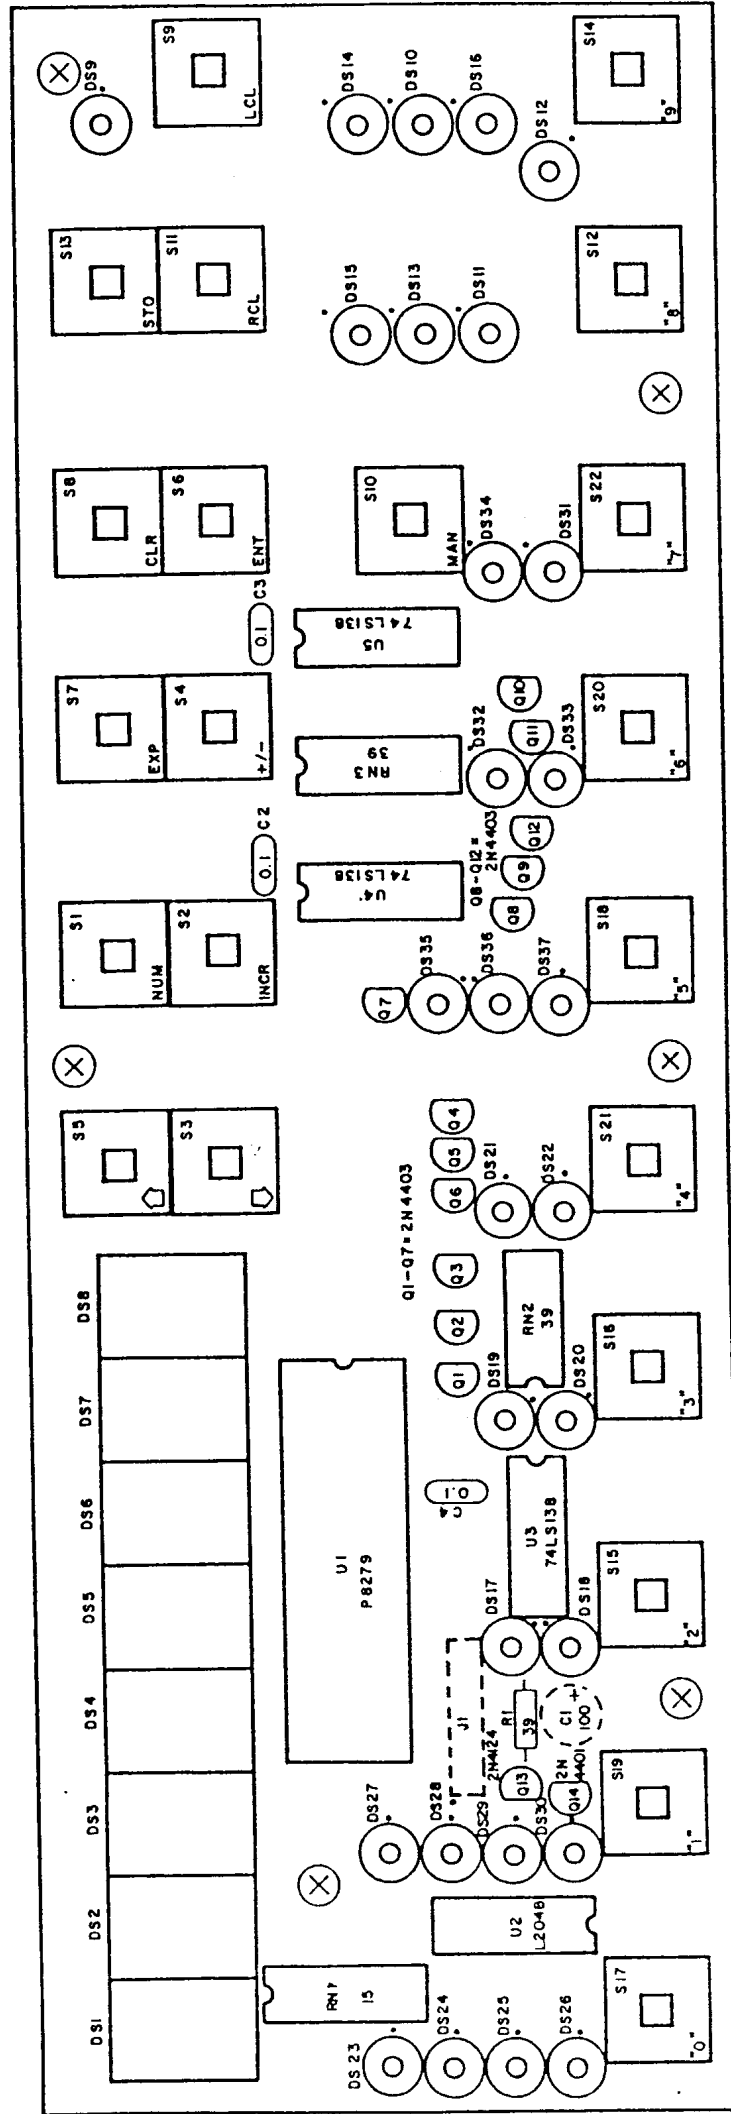 DS1
DS2
DS3
DS4
DS5
DS6
DS7
DS8
S5
S3
S1
NUM
S2
INCR
0.1
C2
S7
EXP
S4
+/-
0.1
C3
S8
CLR
S6
ENT
S13
STO
S11
RCL
DS9
S9
LCL
RN1
15
U1
P8279
U4
74LS138
RN3
39
U5
74LS138
S10
MAN
DS15
DS13
DS11
DS14
DS10
DS16
DS12
DS23
DS24
DS25
DS26
U2
L204B
DS27
DS28
DS29
DS30
J1
2N4124
Q13
R1
39
2N
4401
Q14
C1
100
+
DS17
DS18
C4
0.1
U3
74LS138
Q1
Q2
Q3
Q1-Q7=2N4403
Q6
Q5
Q4
DS19
DS20
RN2
39
DS21
DS22
Q7
DS35
DS36
DS37
Q8-Q12=
2N4403
Q8
Q9
Q12
Q11
Q10
DS32
DS33
DS34
DS31
S17
"0"
S19
"1"
S15
"2"
S16
"3"
S21
"4"
S18
"5"
S20
"6"
S22
"7"
S12
"8"
S14
"9"